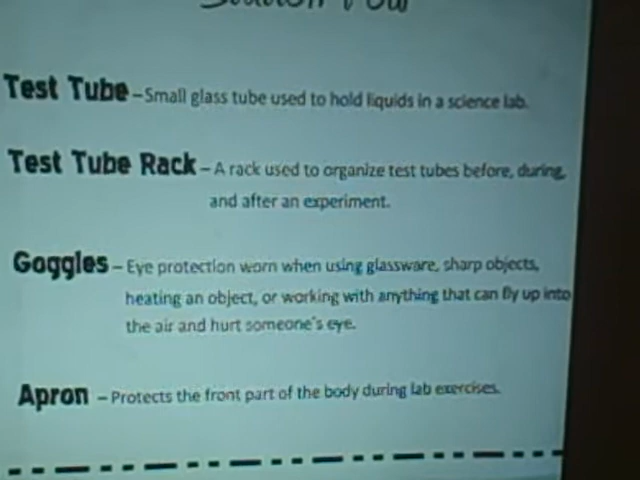 Station Four
Test Tube – Small glass tube used to hold liquids in a science lab.
Test Tube Rack – A rack used to organize test tubes before, during,
and after an experiment.
Goggles – Eye protection worn when using glassware, sharp objects,
heating an object, or working with anything that can fly up into
the air and hurt someone's eye.
Apron – Protects the front part of the body during lab exercises.